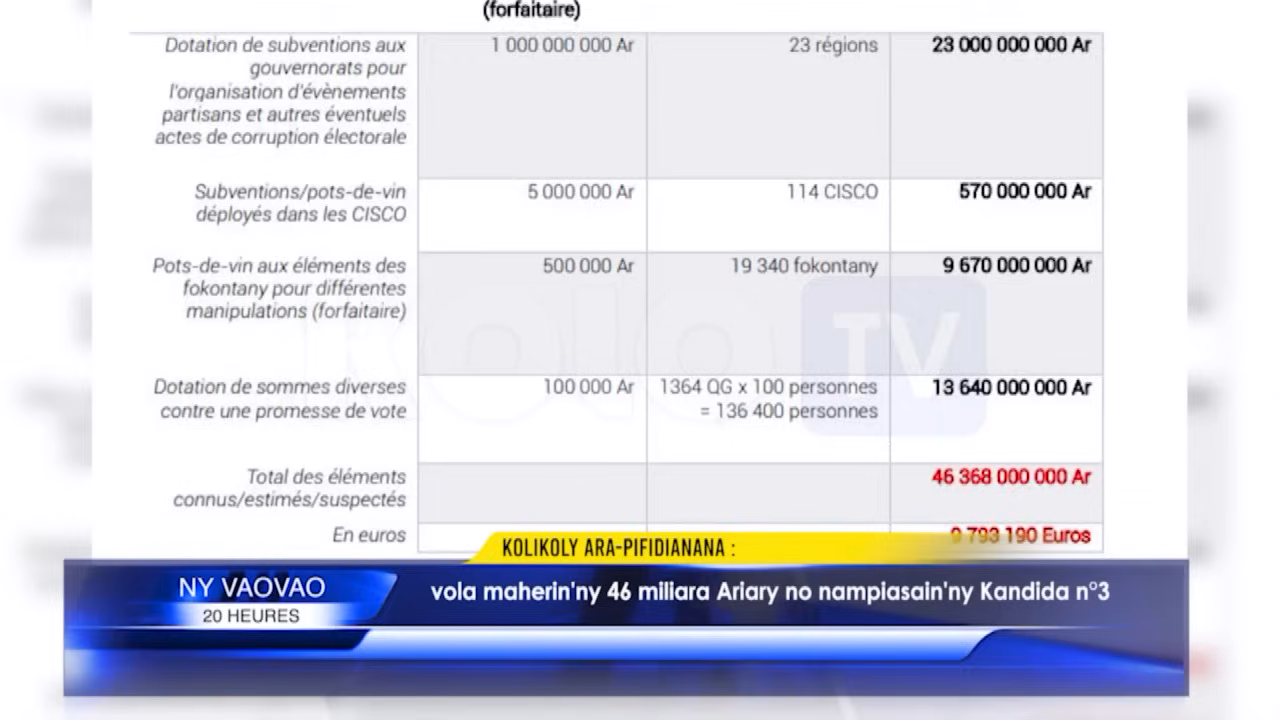 (forfaitaire)
Dotation de subventions aux 1 000 000 000 Ar 23 régions 23 000 000 000 Ar
gouvernorats pour
l'organisation d'évènements
partisans et autres éventuels
actes de corruption électorale
Subventions/pots-de-vin 5 000 000 Ar 114 CISCO 570 000 000 Ar
déployés dans les CISCO
Pots-de-vin aux éléments des 500 000 Ar 19 340 fokontany 9 670 000 000 Ar
fokontany pour différentes
manipulations (forfaitaire)
kolo TV
Dotation de sommes diverses 100 000 Ar 1364 QG x 100 personnes 13 640 000 000 Ar
contre une promesse de vote = 136 400 personnes
Total des éléments 46 368 000 000 Ar
connus/estimés/suspectés
En euros 9 793 190 Euros
KOLIKOLY ARA-PIFIDIANANA :
NY VAOVAO
20 HEURES
vola maherin'ny 46 miliara Ariary no nampiasain'ny Kandida n°3